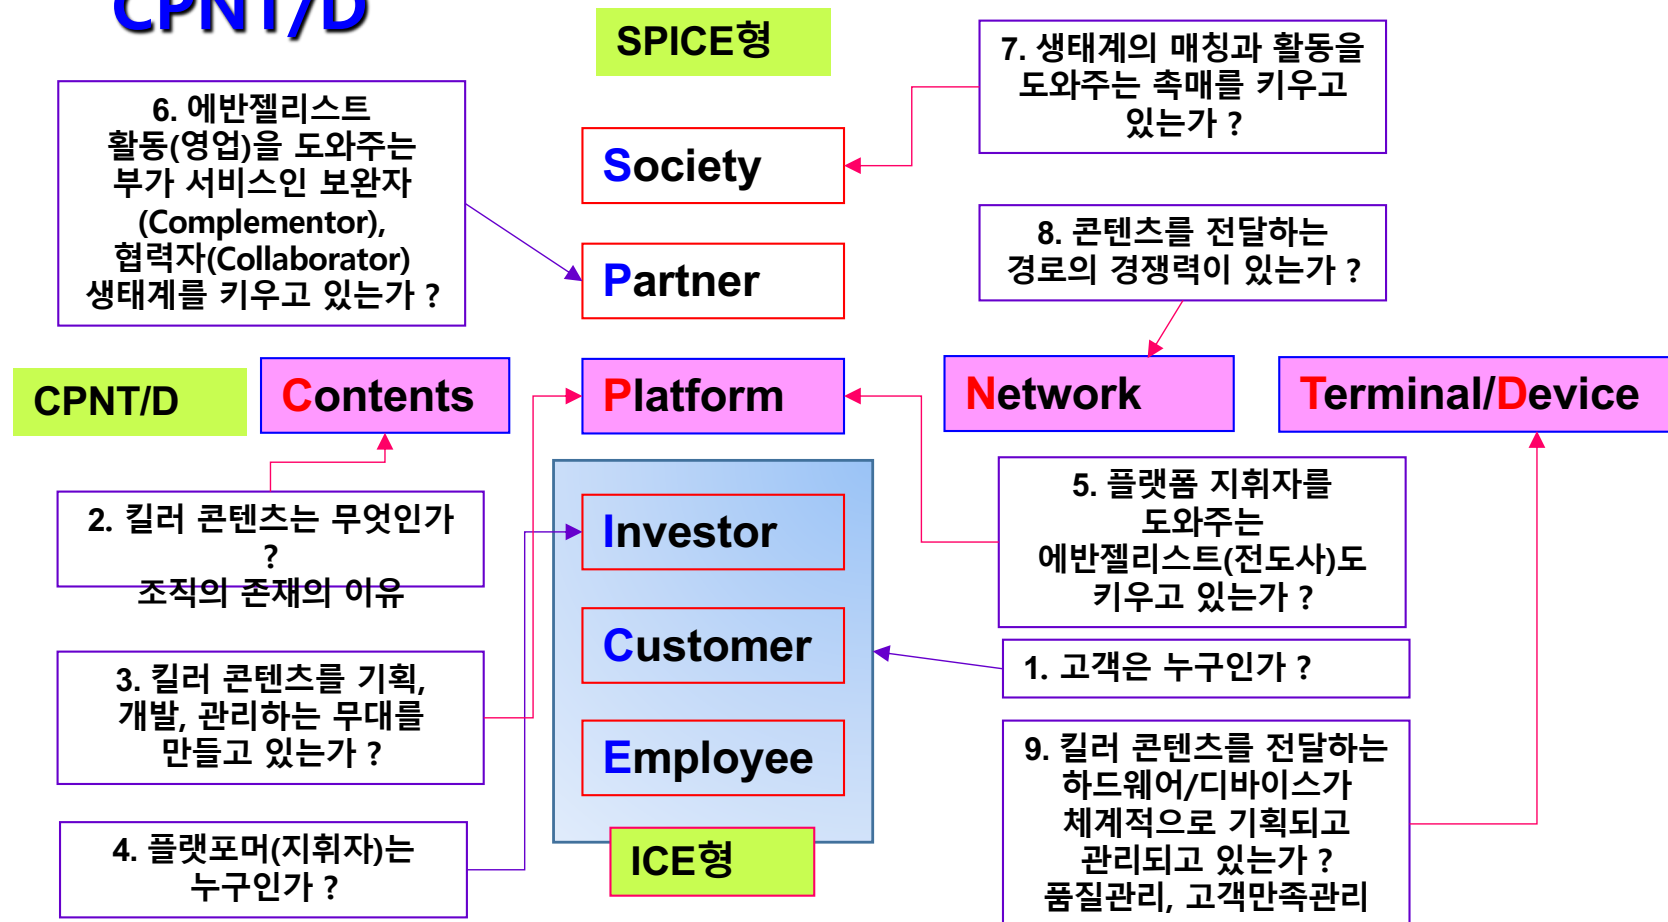 CPNT/D
SPICE형
7. 생태계의 매칭과 활동을
도와주는 촉매를 키우고
있는가 ?
6. 에반젤리스트
활동(영업)을 도와주는
부가 서비스인 보완자
(Complementor),
협력자(Collaborator)
생태계를 키우고 있는가 ?
Society
Partner
8. 콘텐츠를 전달하는
경로의 경쟁력이 있는가 ?
CPNT/D
Contents
Platform
Network
Terminal/Device
2. 킬러 콘텐츠는 무엇인가
?
조직의 존재의 이유
Investor
5. 플랫폼 지휘자를
도와주는
에반젤리스트(전도사)도
키우고 있는가 ?
3. 킬러 콘텐츠를 기획,
개발, 관리하는 무대를
만들고 있는가 ?
Customer
1. 고객은 누구인가 ?
Employee
4. 플랫포머(지휘자)는
누구인가 ?
ICE형
9. 킬러 콘텐츠를 전달하는
하드웨어/디바이스가
체계적으로 기획되고
관리되고 있는가 ?
품질관리, 고객만족관리